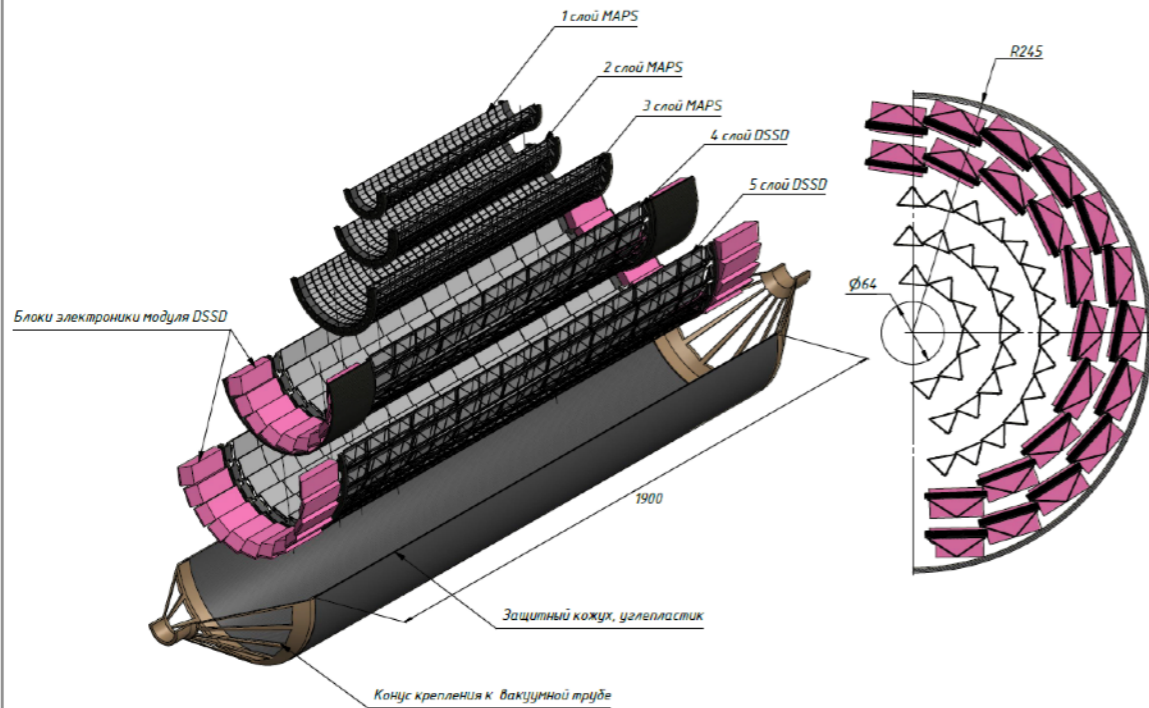 1 слой MAPS
2 слой MAPS
3 слой MAPS
4 слой DSSD
5 слой DSSD
Блоки электроники модуля DSSD
1900
Защитный кожух, углепластик
Конус крепления к вакуумной трубе
R245
Ø64